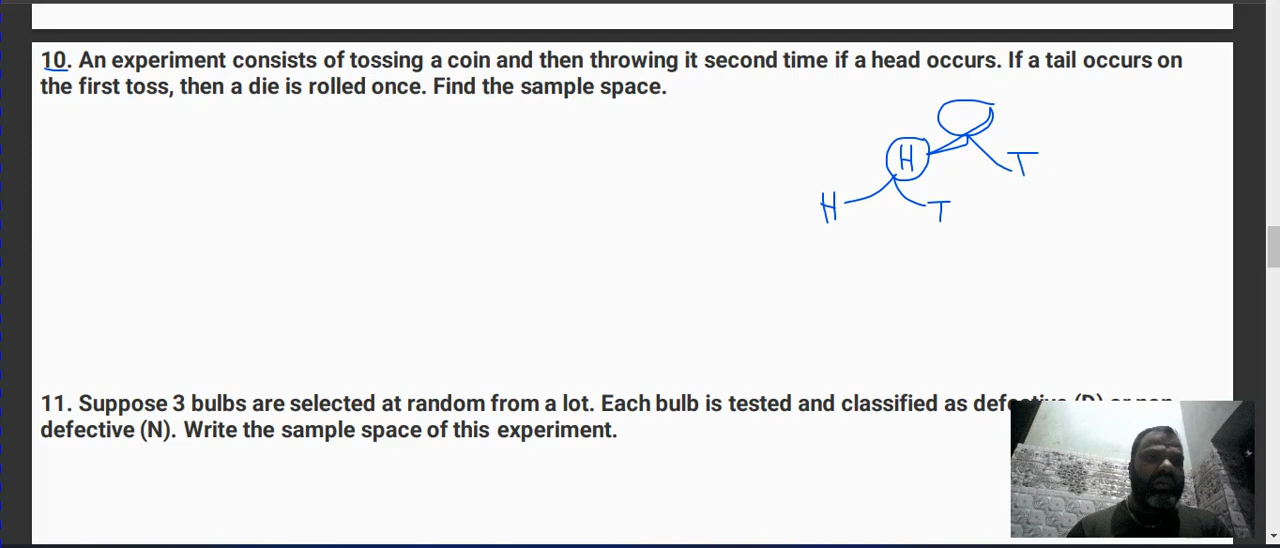 10. An experiment consists of tossing a coin and then throwing it second time if a head occurs. If a tail occurs on
the first toss, then a die is rolled once. Find the sample space.
H
T
H
T
11. Suppose 3 bulbs are selected at random from a lot. Each bulb is tested and classified as
defective (N). Write the sample space of this experiment.